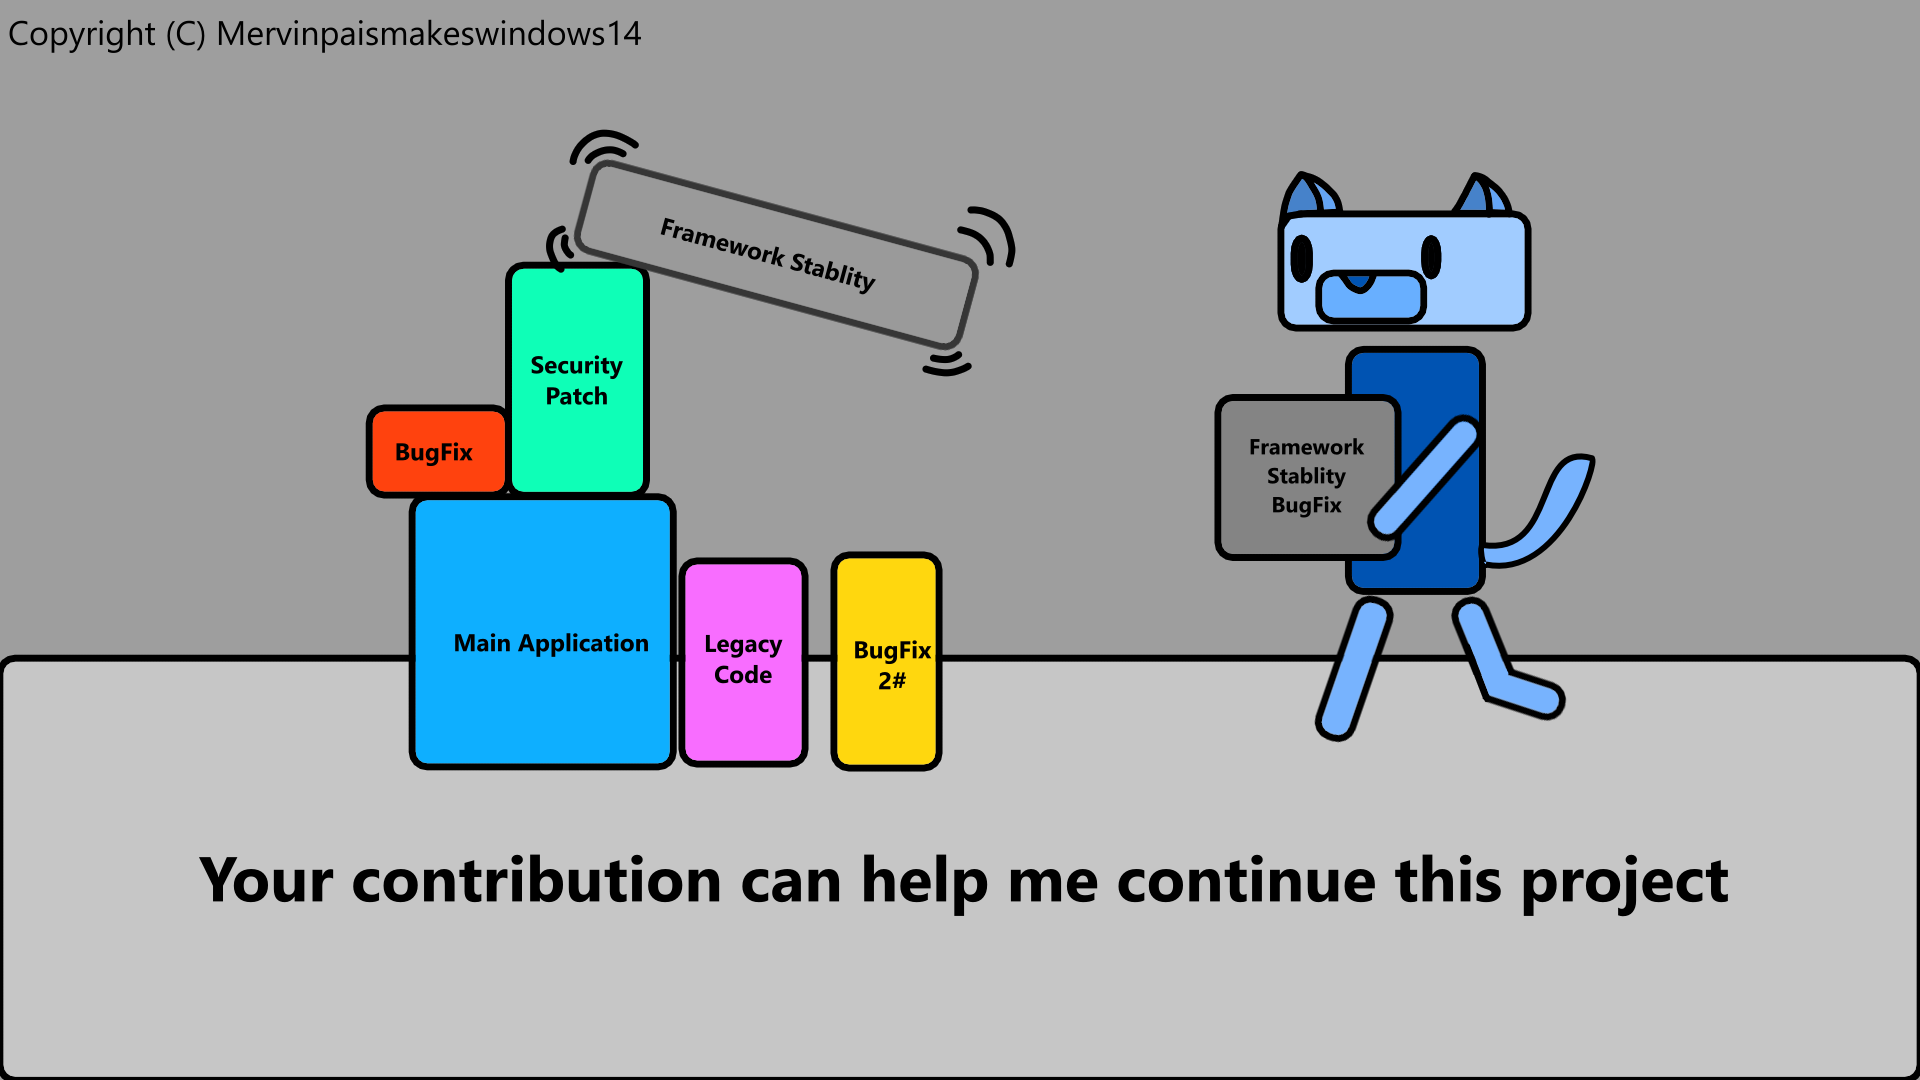 Copyright (C) Mervinpaismakeswindows14
Framework Stablity
Security
Patch
BugFix
Framework
Stablity
BugFix
Main Application
Legacy
Code
BugFix
2#
Your contribution can help me continue this project